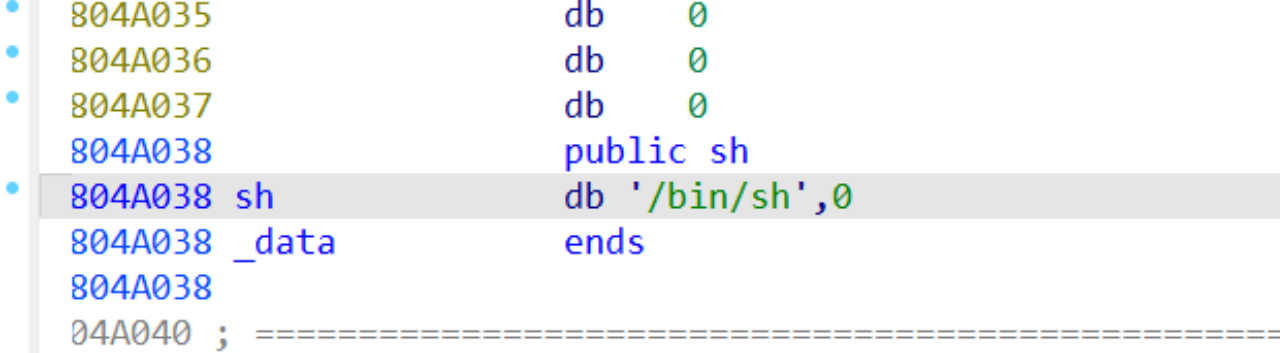 804A035 db 0
804A036 db 0
804A037 db 0
804A038 public sh
804A038 sh db '/bin/sh',0
804A038 _data ends
804A038
04A040 ; ============================================================